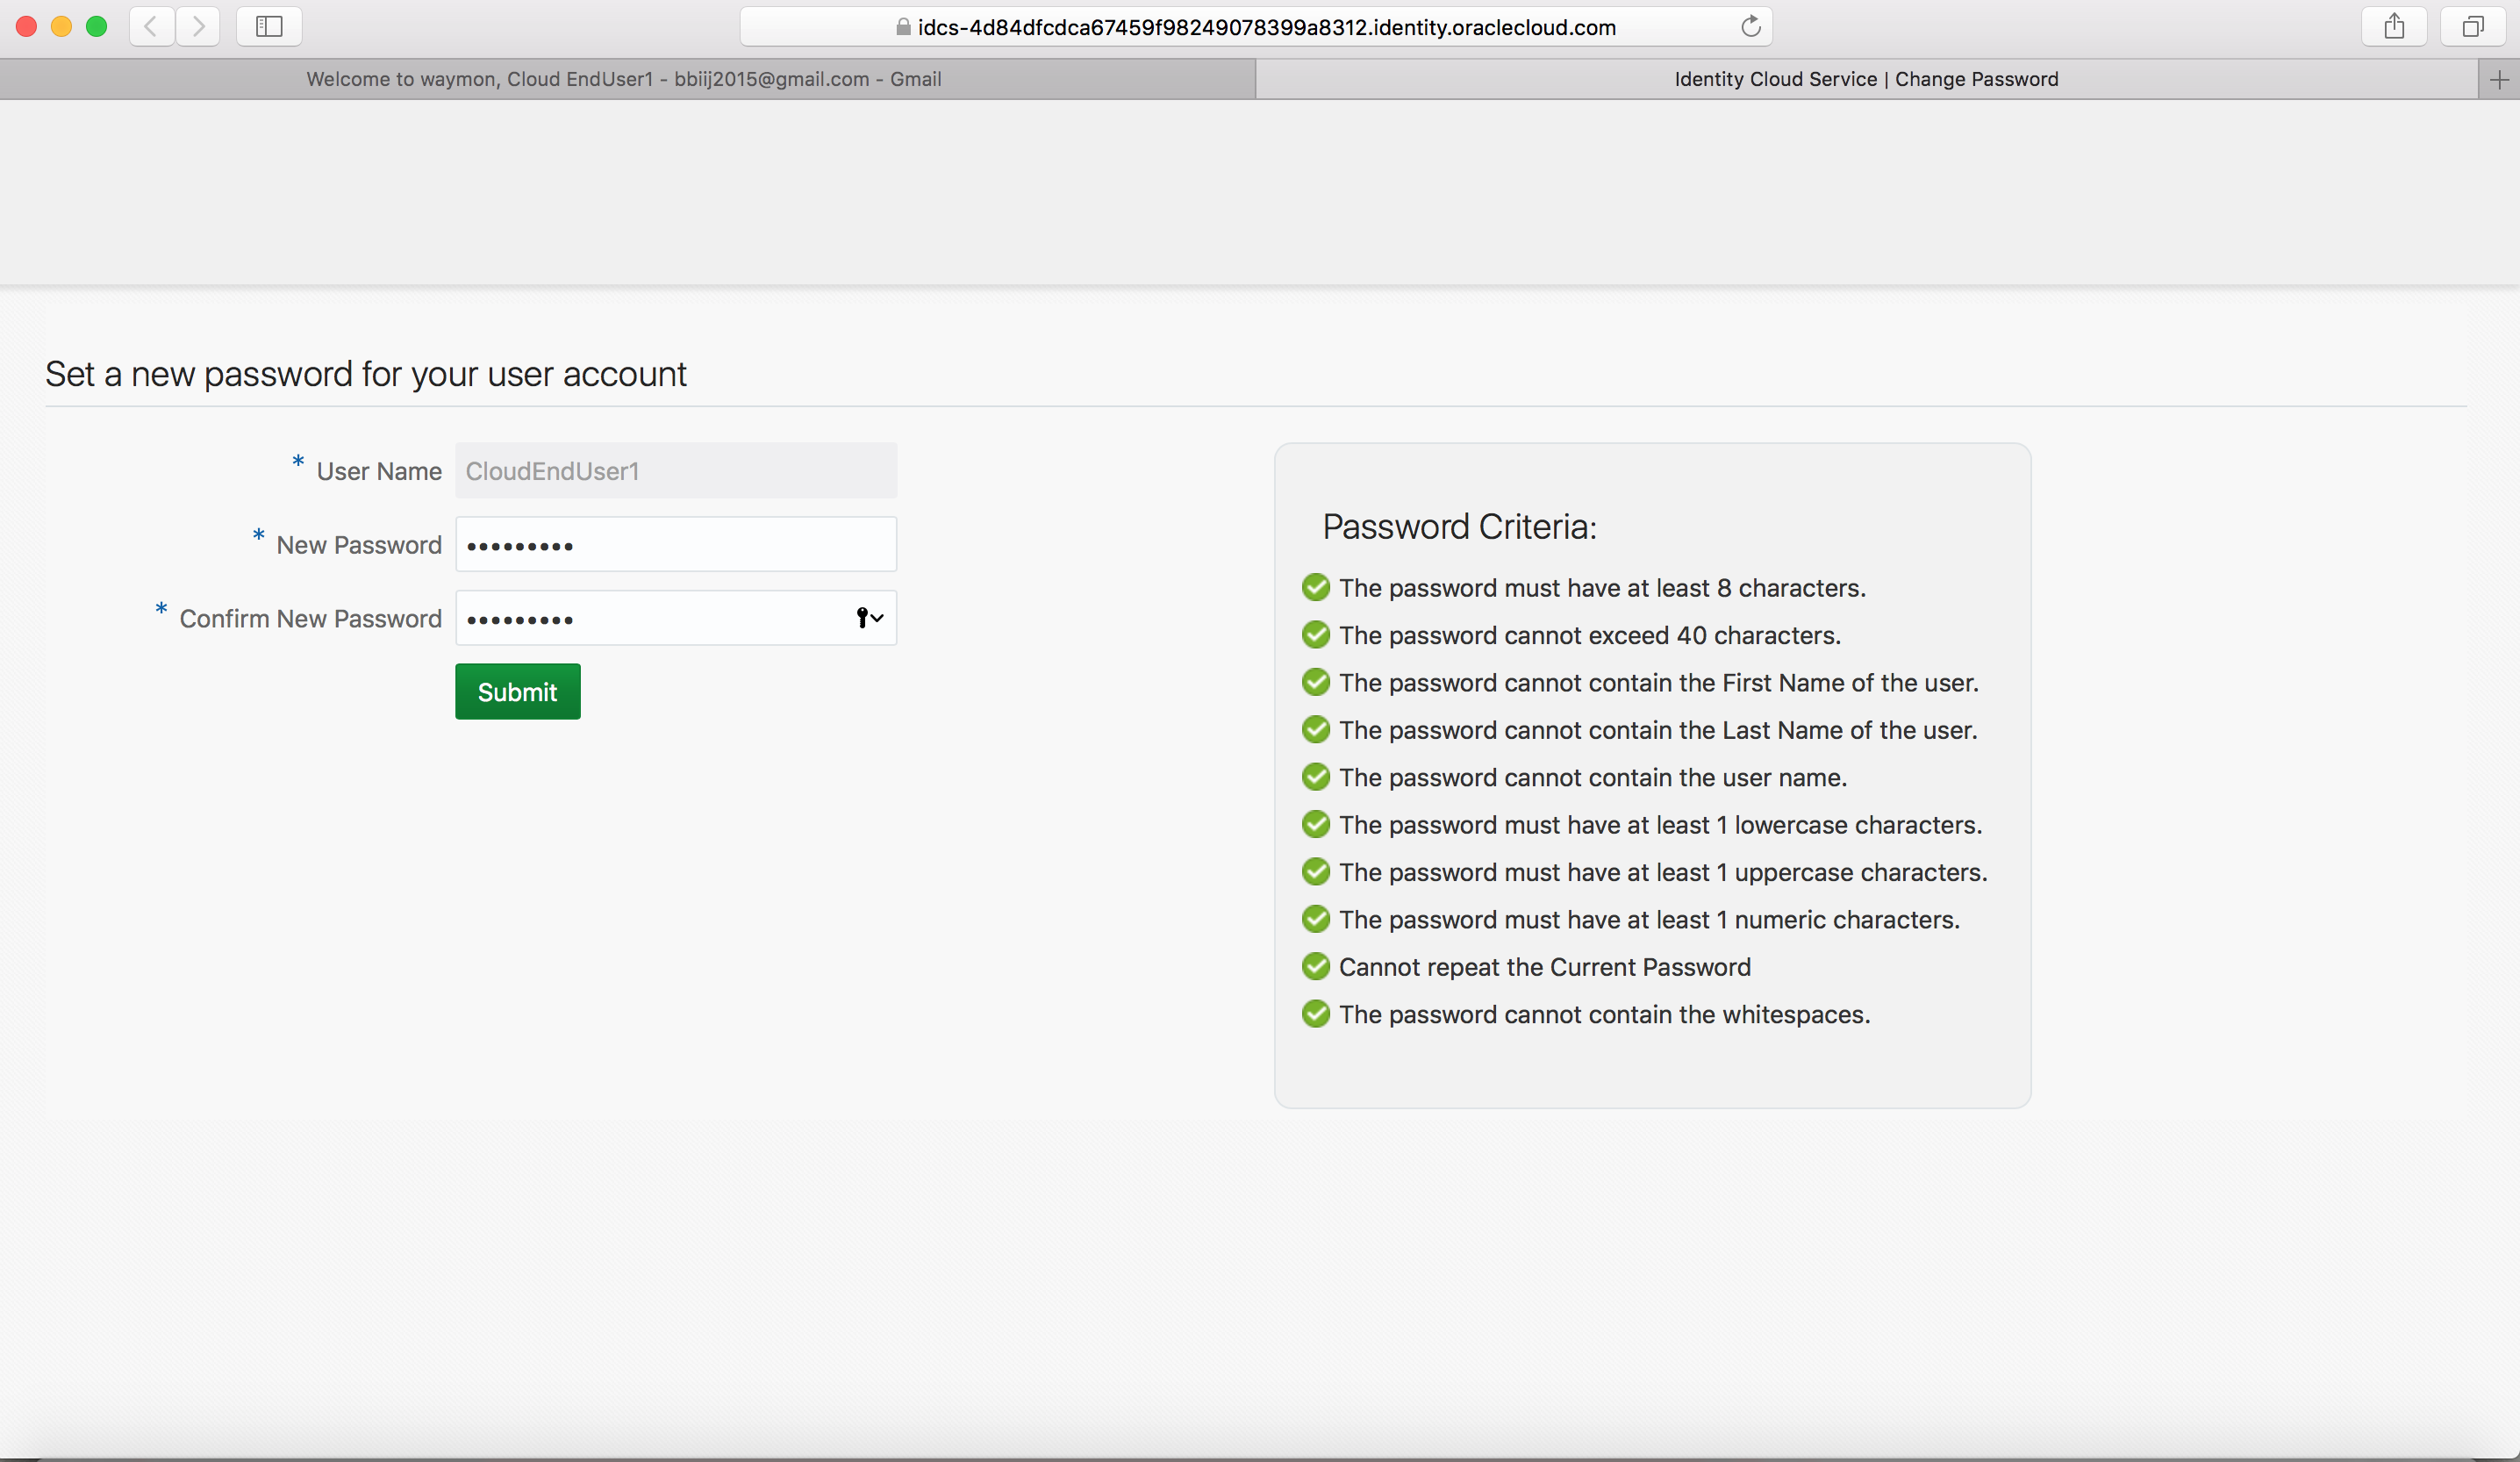 idcs-4d84dfcdca67459f98249078399a8312.identity.oraclecloud.com
Welcome to waymon, Cloud EndUser1 - bbiij2015@gmail.com - Gmail
Identity Cloud Service | Change Password
Set a new password for your user account
* User Name CloudEndUser1
* New Password •••••••••
* Confirm New Password •••••••••
Submit
Password Criteria:
The password must have at least 8 characters.
The password cannot exceed 40 characters.
The password cannot contain the First Name of the user.
The password cannot contain the Last Name of the user.
The password cannot contain the user name.
The password must have at least 1 lowercase characters.
The password must have at least 1 uppercase characters.
The password must have at least 1 numeric characters.
Cannot repeat the Current Password
The password cannot contain the whitespaces.